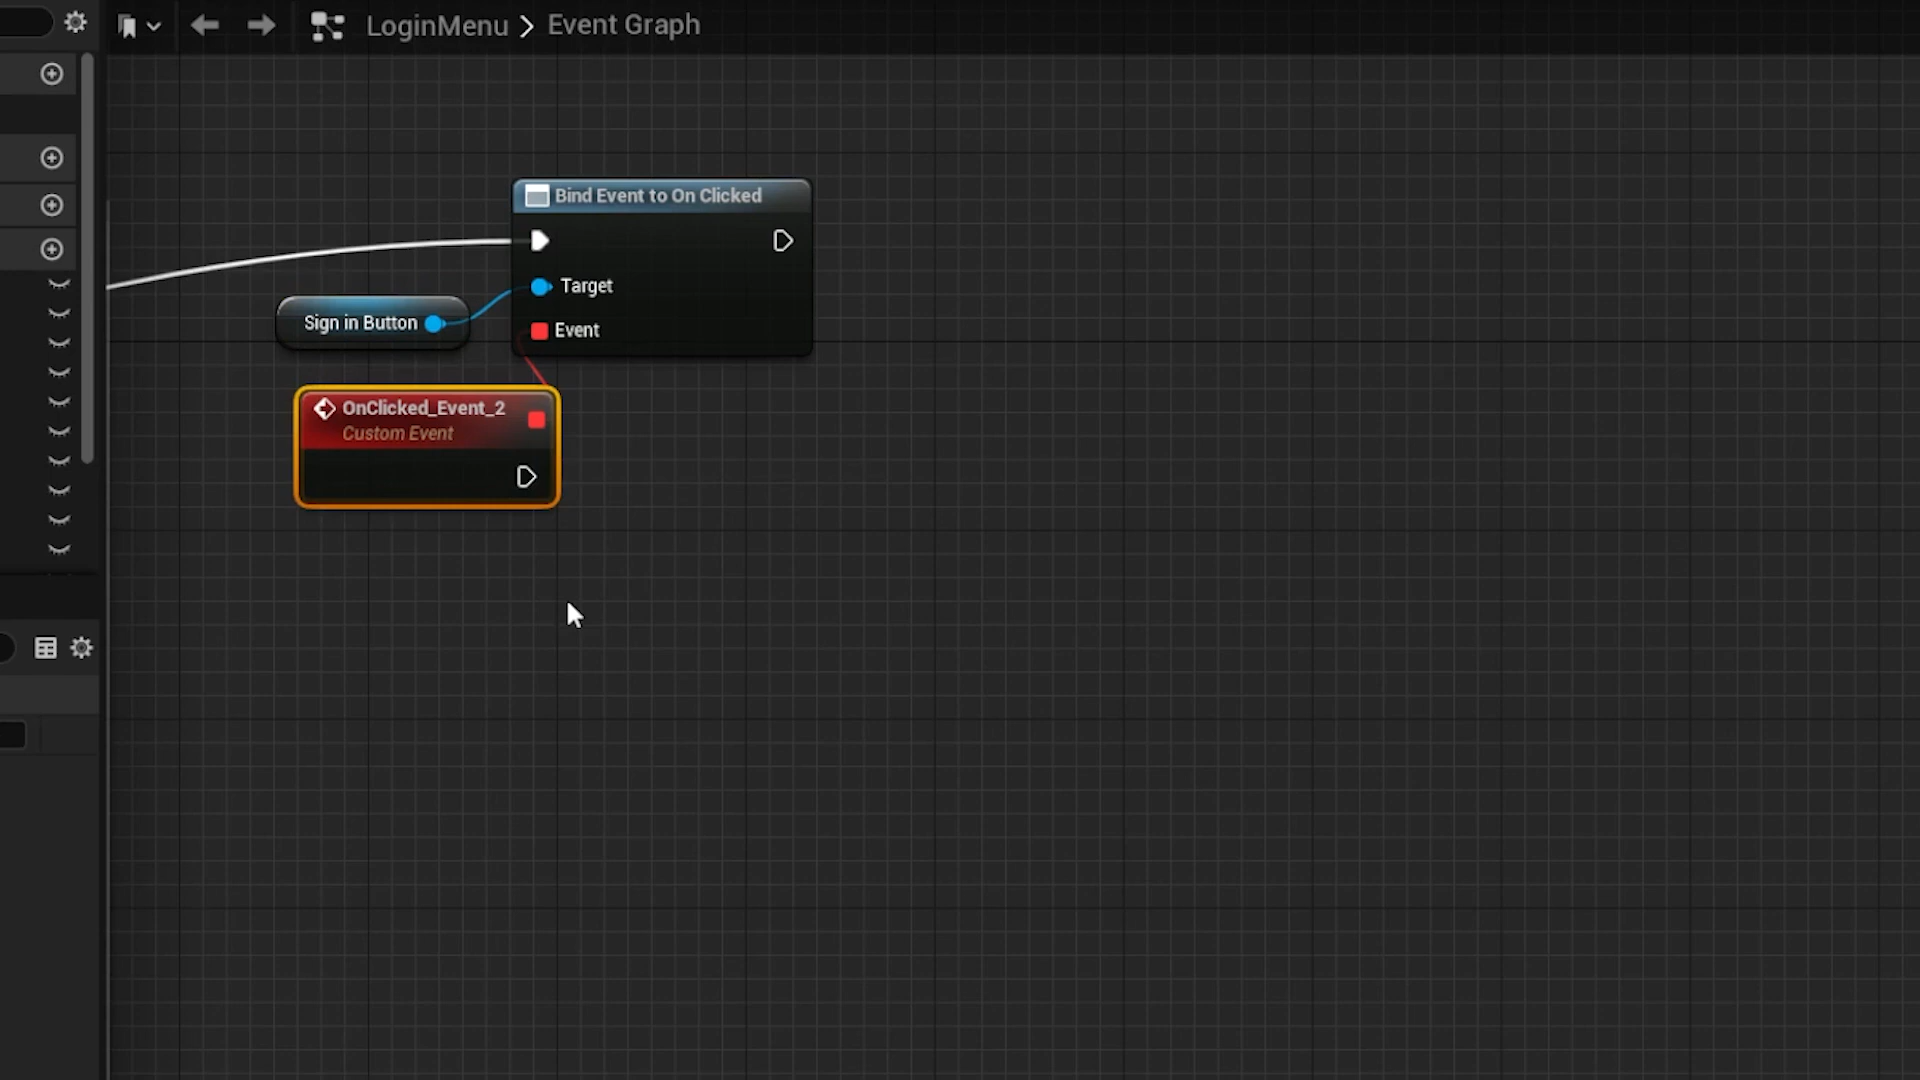 LoginMenu > Event Graph
Bind Event to On Clicked
Target
Sign in Button
Event
OnClicked_Event_2
Custom Event